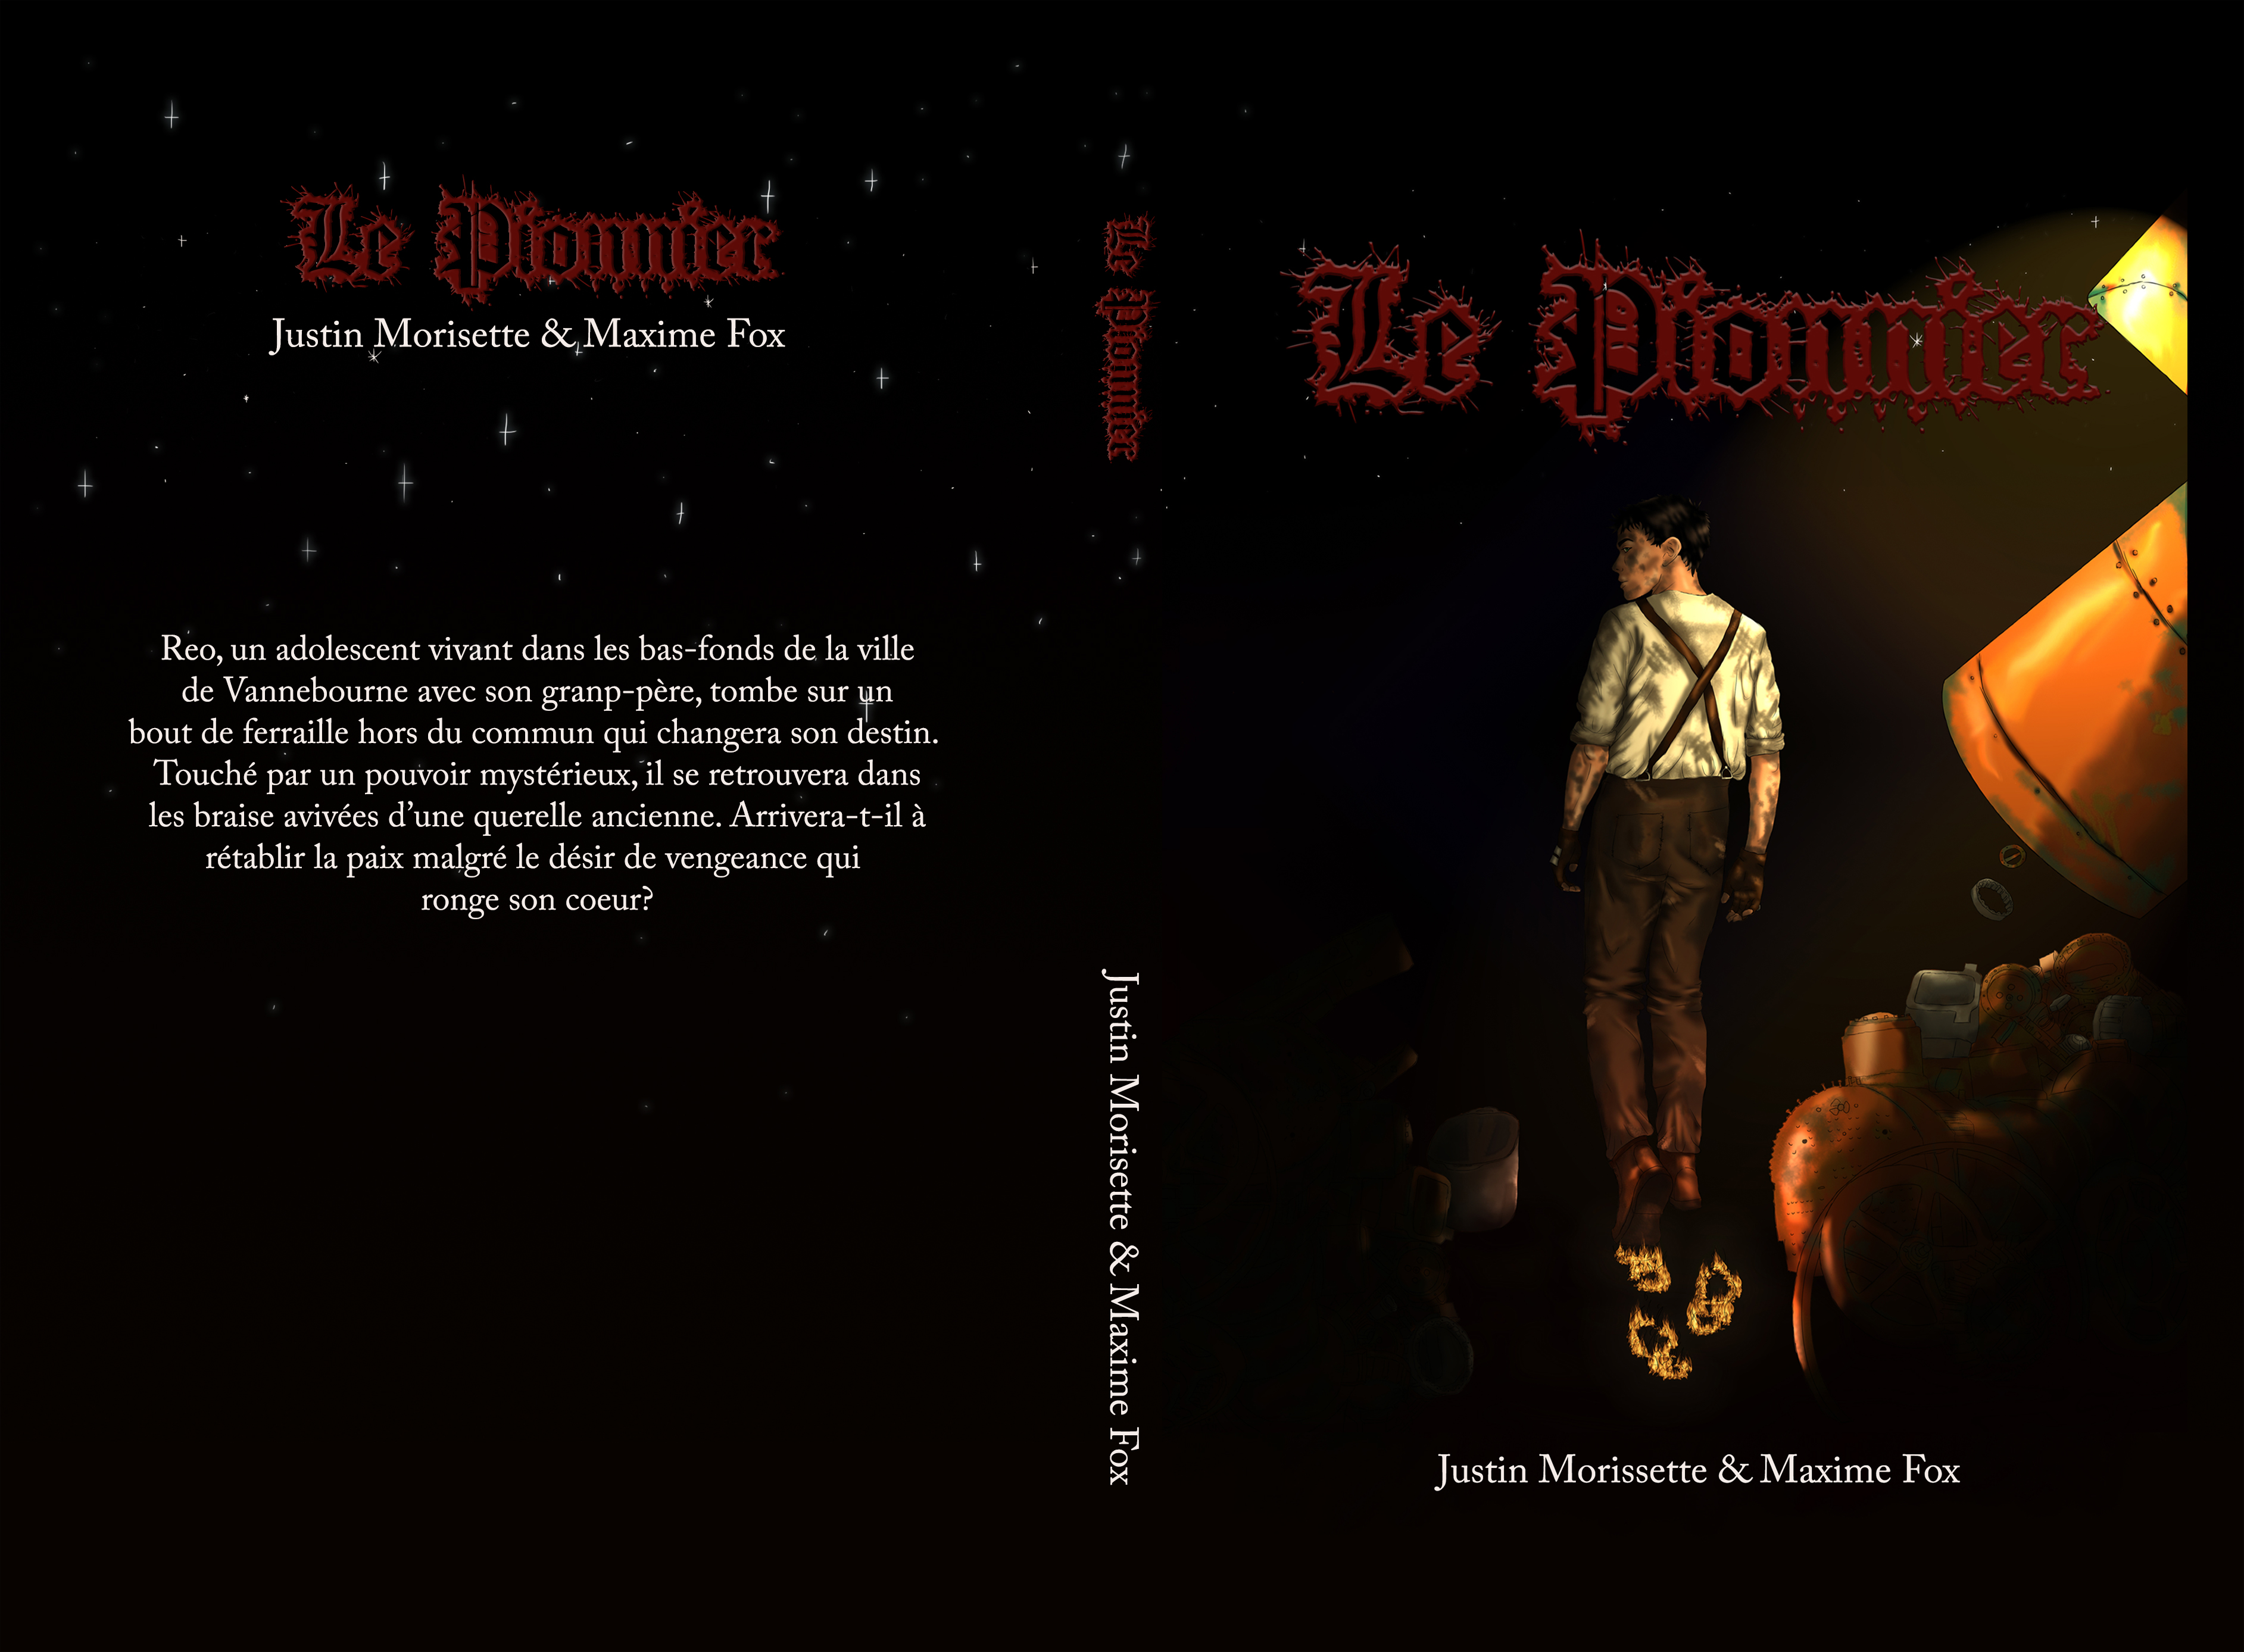 Le Pionnier
Justin Morisette & Maxime Fox
Reo, un adolescent vivant dans les bas-fonds de la ville
de Vannebourne avec son granp-père, tombe sur un
bout de ferraille hors du commun qui changera son destin.
Touché par un pouvoir mystérieux, il se retrouvera dans
les braise avivées d’une querelle ancienne. Arrivera-t-il à
rétablir la paix malgré le désir de vengeance qui
ronge son coeur?
Le Pionnier
Justin Morisette & Maxime Fox
Le Pionnier
Justin Morissette & Maxime Fox